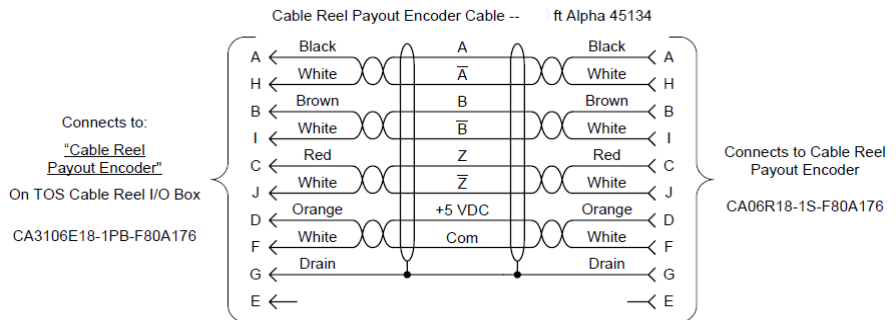 Cable Reel Payout Encoder Cable -- ft Alpha 45134
Connects to:
"Cable Reel
Payout Encoder"
On TOS Cable Reel I/O Box
CA3106E18-1PB-F80A176
A Black A Black A
H White A̅ White H
B Brown B Brown B
I White B̅ White I
C Red Z Red C
J White Z̅ White J
D Orange +5 VDC Orange D
F White Com White F
G Drain Drain G
E E
Connects to Cable Reel
Payout Encoder
CA06R18-1S-F80A176